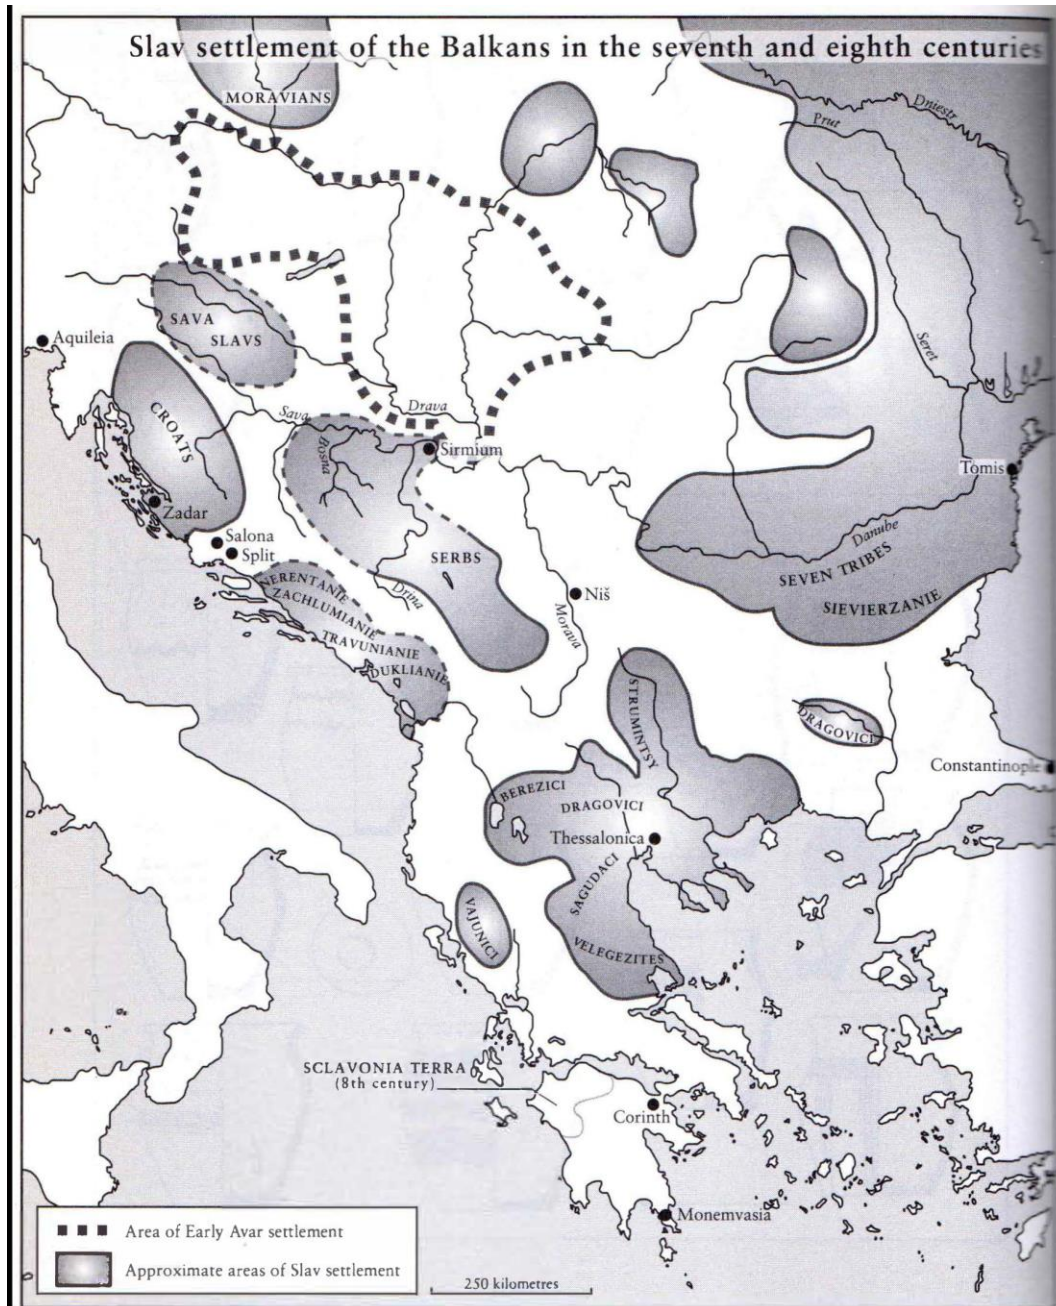 Slav settlement of the Balkans in the seventh and eighth centuries
MORAVIANS
Dniestr
Prut
SAVA
SLAVS
Aquileia
Seret
CROATS
Drava
Sava
Bosna
Sirmium
Tomis
Zadar
Salona
Split
SERBS
Danube
SEVEN TRIBES
SIEVIERZANIE
NERENTANIE
ZACHLUMIANIE
TRAVUNIANIE
DUKLIANIE
Drina
Niš
Morava
STRUMINTSY
DRAGOVICI
Constantinople
BEREZICI
DRAGOVICI
Thessalonica
SAGUDACI
VAJUNICI
VELEGEZITES
SCLAVONIA TERRA
(8th century)
Corinth
Monemvasia
Area of Early Avar settlement
Approximate areas of Slav settlement
250 kilometres